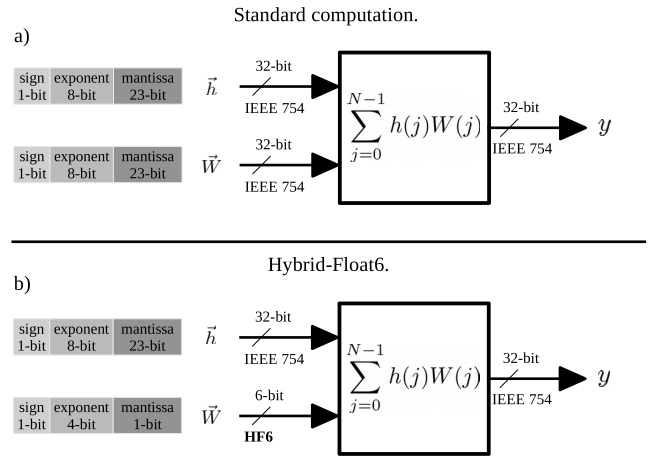 Standard computation.
a)
sign exponent mantissa
1-bit 8-bit 23-bit
h⃗
32-bit
IEEE 754
sign exponent mantissa
1-bit 8-bit 23-bit
W⃗
32-bit
IEEE 754
N−1
∑ h(j)W(j)
j=0
32-bit
IEEE 754
y
Hybrid-Float6.
b)
sign exponent mantissa
1-bit 8-bit 23-bit
h⃗
32-bit
IEEE 754
sign exponent mantissa
1-bit 4-bit 1-bit
W⃗
6-bit
HF6
N−1
∑ h(j)W(j)
j=0
32-bit
IEEE 754
y